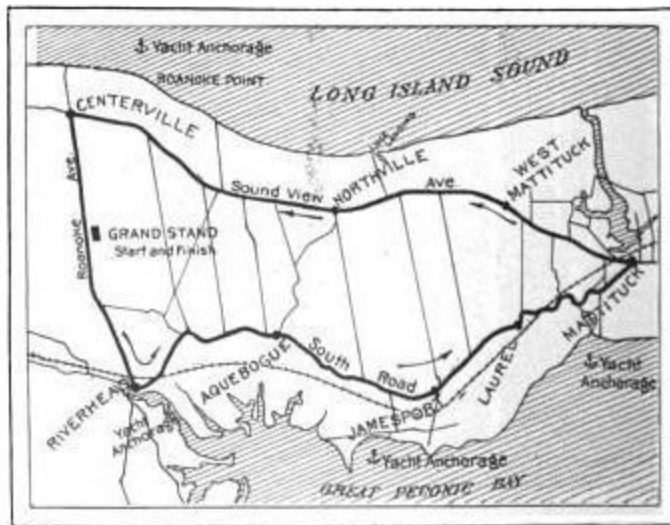 ⚓ Yacht Anchorage
ROANOKE POINT
LONG ISLAND SOUND
CENTERVILLE
NORTHVILLE
WEST
MATTITUCK
Sound View
Ave
Roanoke
Ave
GRAND STAND
Start and Finish
MATTITUCK
South
Road
AQUEBOGUE
LAUREL
⚓ Yacht
Anchorage
RIVERHEAD
JAMESPORT
Yacht
Anchorage
⚓ Yacht Anchorage
GREAT PECONIC BAY